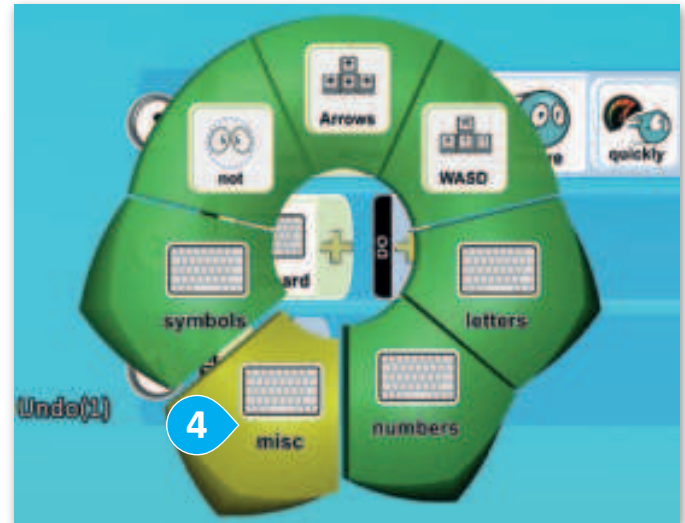 Arrows
not
WASD
quickly
DO
symbols
letters
Undo(1)
4
misc
numbers